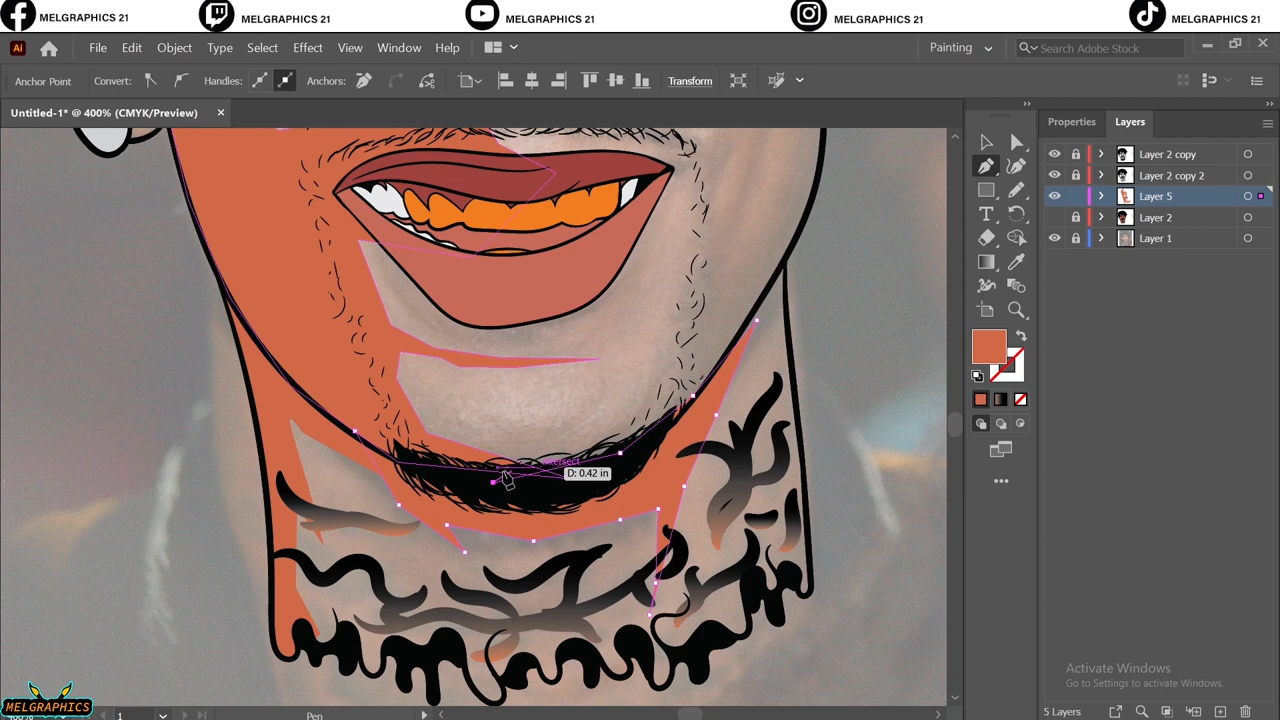 MELGRAPHICS 21 MELGRAPHICS 21 MELGRAPHICS 21 MELGRAPHICS 21 MELGRAPHICS 21
Ai File Edit Object Type Select Effect View Window Help Painting Search Adobe Stock
Anchor Point Convert: Handles: Anchors: Transform
Untitled-1* @ 400% (CMYK/Preview)
Properties Layers
Layer 2 copy
Layer 2 copy 2
Layer 5
Layer 2
Layer 1
intersect
D: 0.42 in
Activate Windows
Go to Settings to activate Windows.
MELGRAPHICS
1 Pen 5 Layers